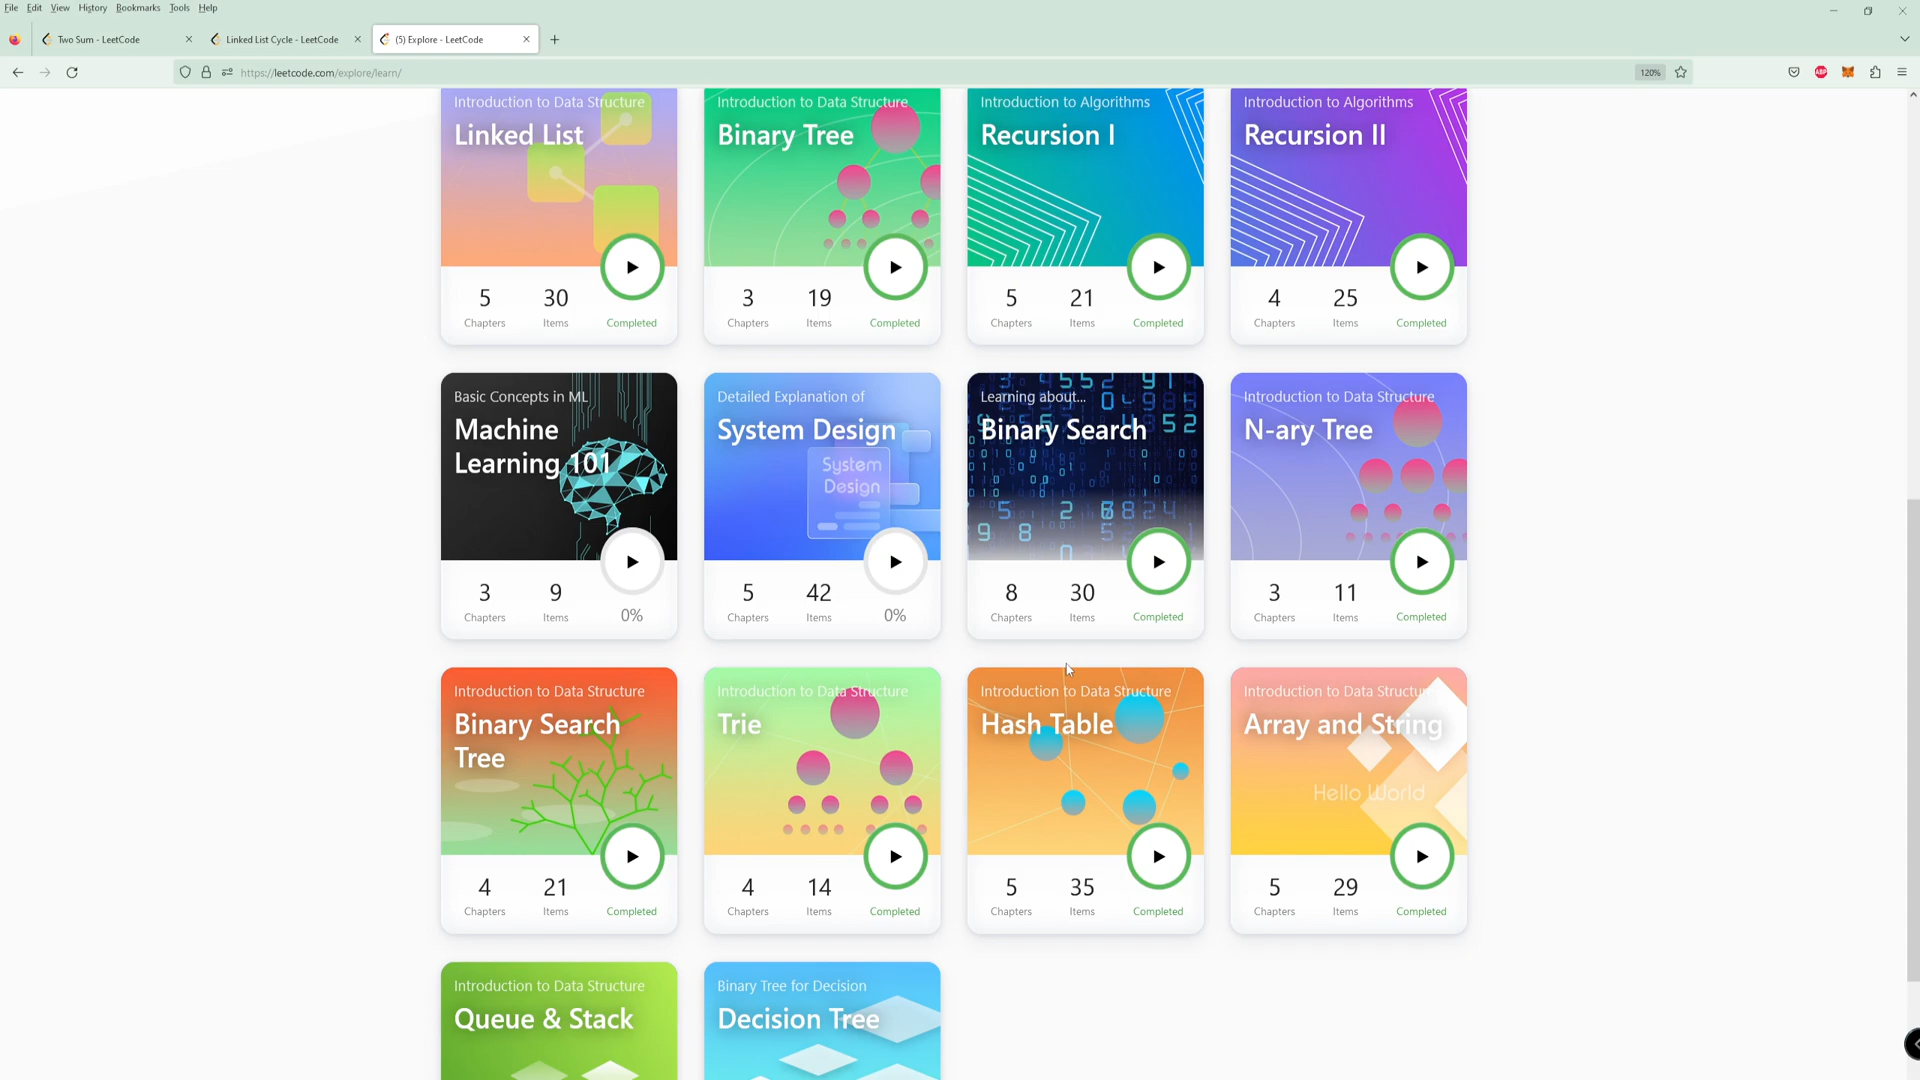 File Edit View History Bookmarks Tools Help
Two Sum - LeetCode
Linked List Cycle - LeetCode
(5) Explore - LeetCode
https://leetcode.com/explore/learn/
120%
ABP
Introduction to Data Structure
Linked List
5 30
Chapters Items Completed
Introduction to Data Structure
Binary Tree
3 19
Chapters Items Completed
Introduction to Algorithms
Recursion I
5 21
Chapters Items Completed
Introduction to Algorithms
Recursion II
4 25
Chapters Items Completed
Basic Concepts in ML
Machine
Learning 101
3 9
Chapters Items 0%
Detailed Explanation of
System Design
System
Design
5 42
Chapters Items 0%
Learning about...
Binary Search
8 30
Chapters Items Completed
Introduction to Data Structure
N-ary Tree
3 11
Chapters Items Completed
Introduction to Data Structure
Binary Search
Tree
4 21
Chapters Items Completed
Introduction to Data Structure
Trie
4 14
Chapters Items Completed
Introduction to Data Structure
Hash Table
5 35
Chapters Items Completed
Introduction to Data Structure
Array and String
Hello World
5 29
Chapters Items Completed
Introduction to Data Structure
Queue & Stack
Binary Tree for Decision
Decision Tree